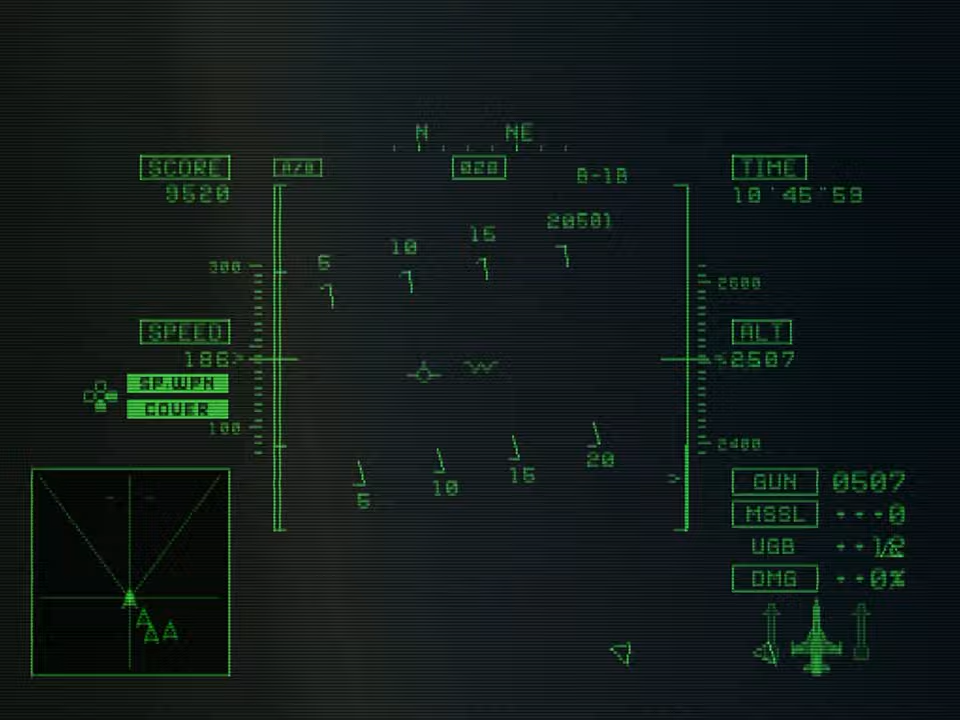 N NE
SCORE A/B 028 TIME
9520 B-1B 10'45"59
20501
5 10 15
300 2600
SPEED ALT
186 2507
SP.WPN
COVER
100 2400
5 10 15 20
GUN 0507
MSSL ---0
UGB
DMG --0%